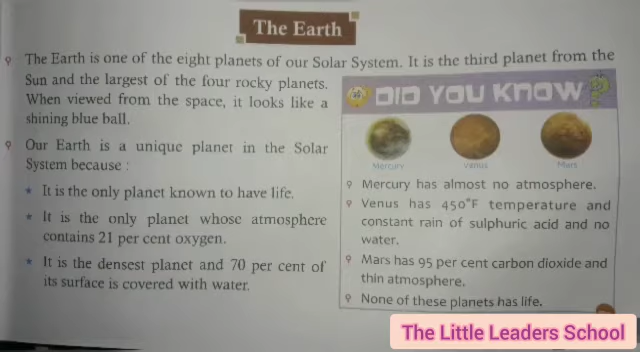 The Earth
The Earth is one of the eight planets of our Solar System. It is the third planet from the
Sun and the largest of the four rocky planets.
When viewed from the space, it looks like a
shining blue ball.
Our Earth is a unique planet in the Solar
System because :
* It is the only planet known to have life.
* It is the only planet whose atmosphere
contains 21 per cent oxygen.
* It is the densest planet and 70 per cent of
its surface is covered with water.
DID YOU KNOW
Mercury
Venus
Mars
Mercury has almost no atmosphere.
Venus has 450°F temperature and
constant rain of sulphuric acid and no
water.
Mars has 95 per cent carbon dioxide and
thin atmosphere.
None of these planets has life.
The Little Leaders School